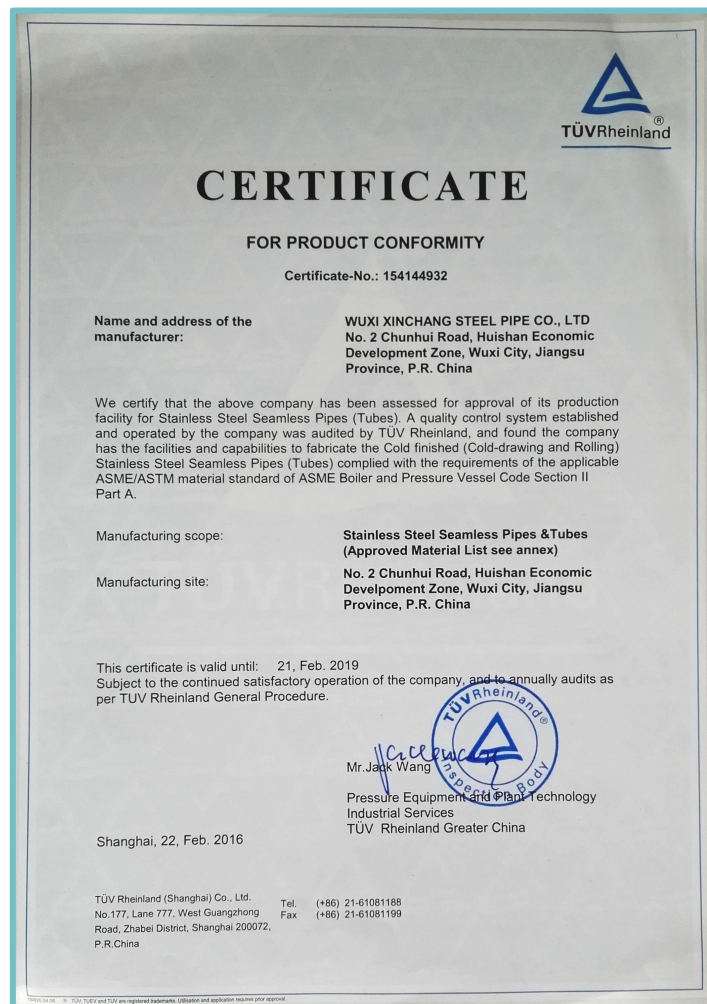 TÜVRheinland®
CERTIFICATE
FOR PRODUCT CONFORMITY
Certificate-No.: 154144932
Name and address of the manufacturer:
WUXI XINCHANG STEEL PIPE CO., LTD
No. 2 Chunhui Road, Huishan Economic
Development Zone, Wuxi City, Jiangsu
Province, P.R. China
We certify that the above company has been assessed for approval of its production
facility for Stainless Steel Seamless Pipes (Tubes). A quality control system established
and operated by the company was audited by TÜV Rheinland, and found the company
has the facilities and capabilities to fabricate the Cold finished (Cold-drawing and Rolling)
Stainless Steel Seamless Pipes (Tubes) complied with the requirements of the applicable
ASME/ASTM material standard of ASME Boiler and Pressure Vessel Code Section II
Part A.
Manufacturing scope:
Stainless Steel Seamless Pipes &Tubes
(Approved Material List see annex)
Manufacturing site:
No. 2 Chunhui Road, Huishan Economic
Develpoment Zone, Wuxi City, Jiangsu
Province, P.R. China
This certificate is valid until: 21, Feb. 2019
Subject to the continued satisfactory operation of the company, and to annually audits as
per TUV Rheinland General Procedure.
TÜVRheinland®
Inspection Body
Mr.Jack Wang
Pressure Equipment and Plant Technology
Industrial Services
TÜV Rheinland Greater China
Shanghai, 22, Feb. 2016
TÜV Rheinland (Shanghai) Co., Ltd.
No.177, Lane 777, West Guangzhong
Road, Zhabei District, Shanghai 200072,
P.R.China
Tel. (+86) 21-61081188
Fax (+86) 21-61081199
® TÜV, TUEV and TUV are registered trademarks. Utilisation and application requires prior approval.